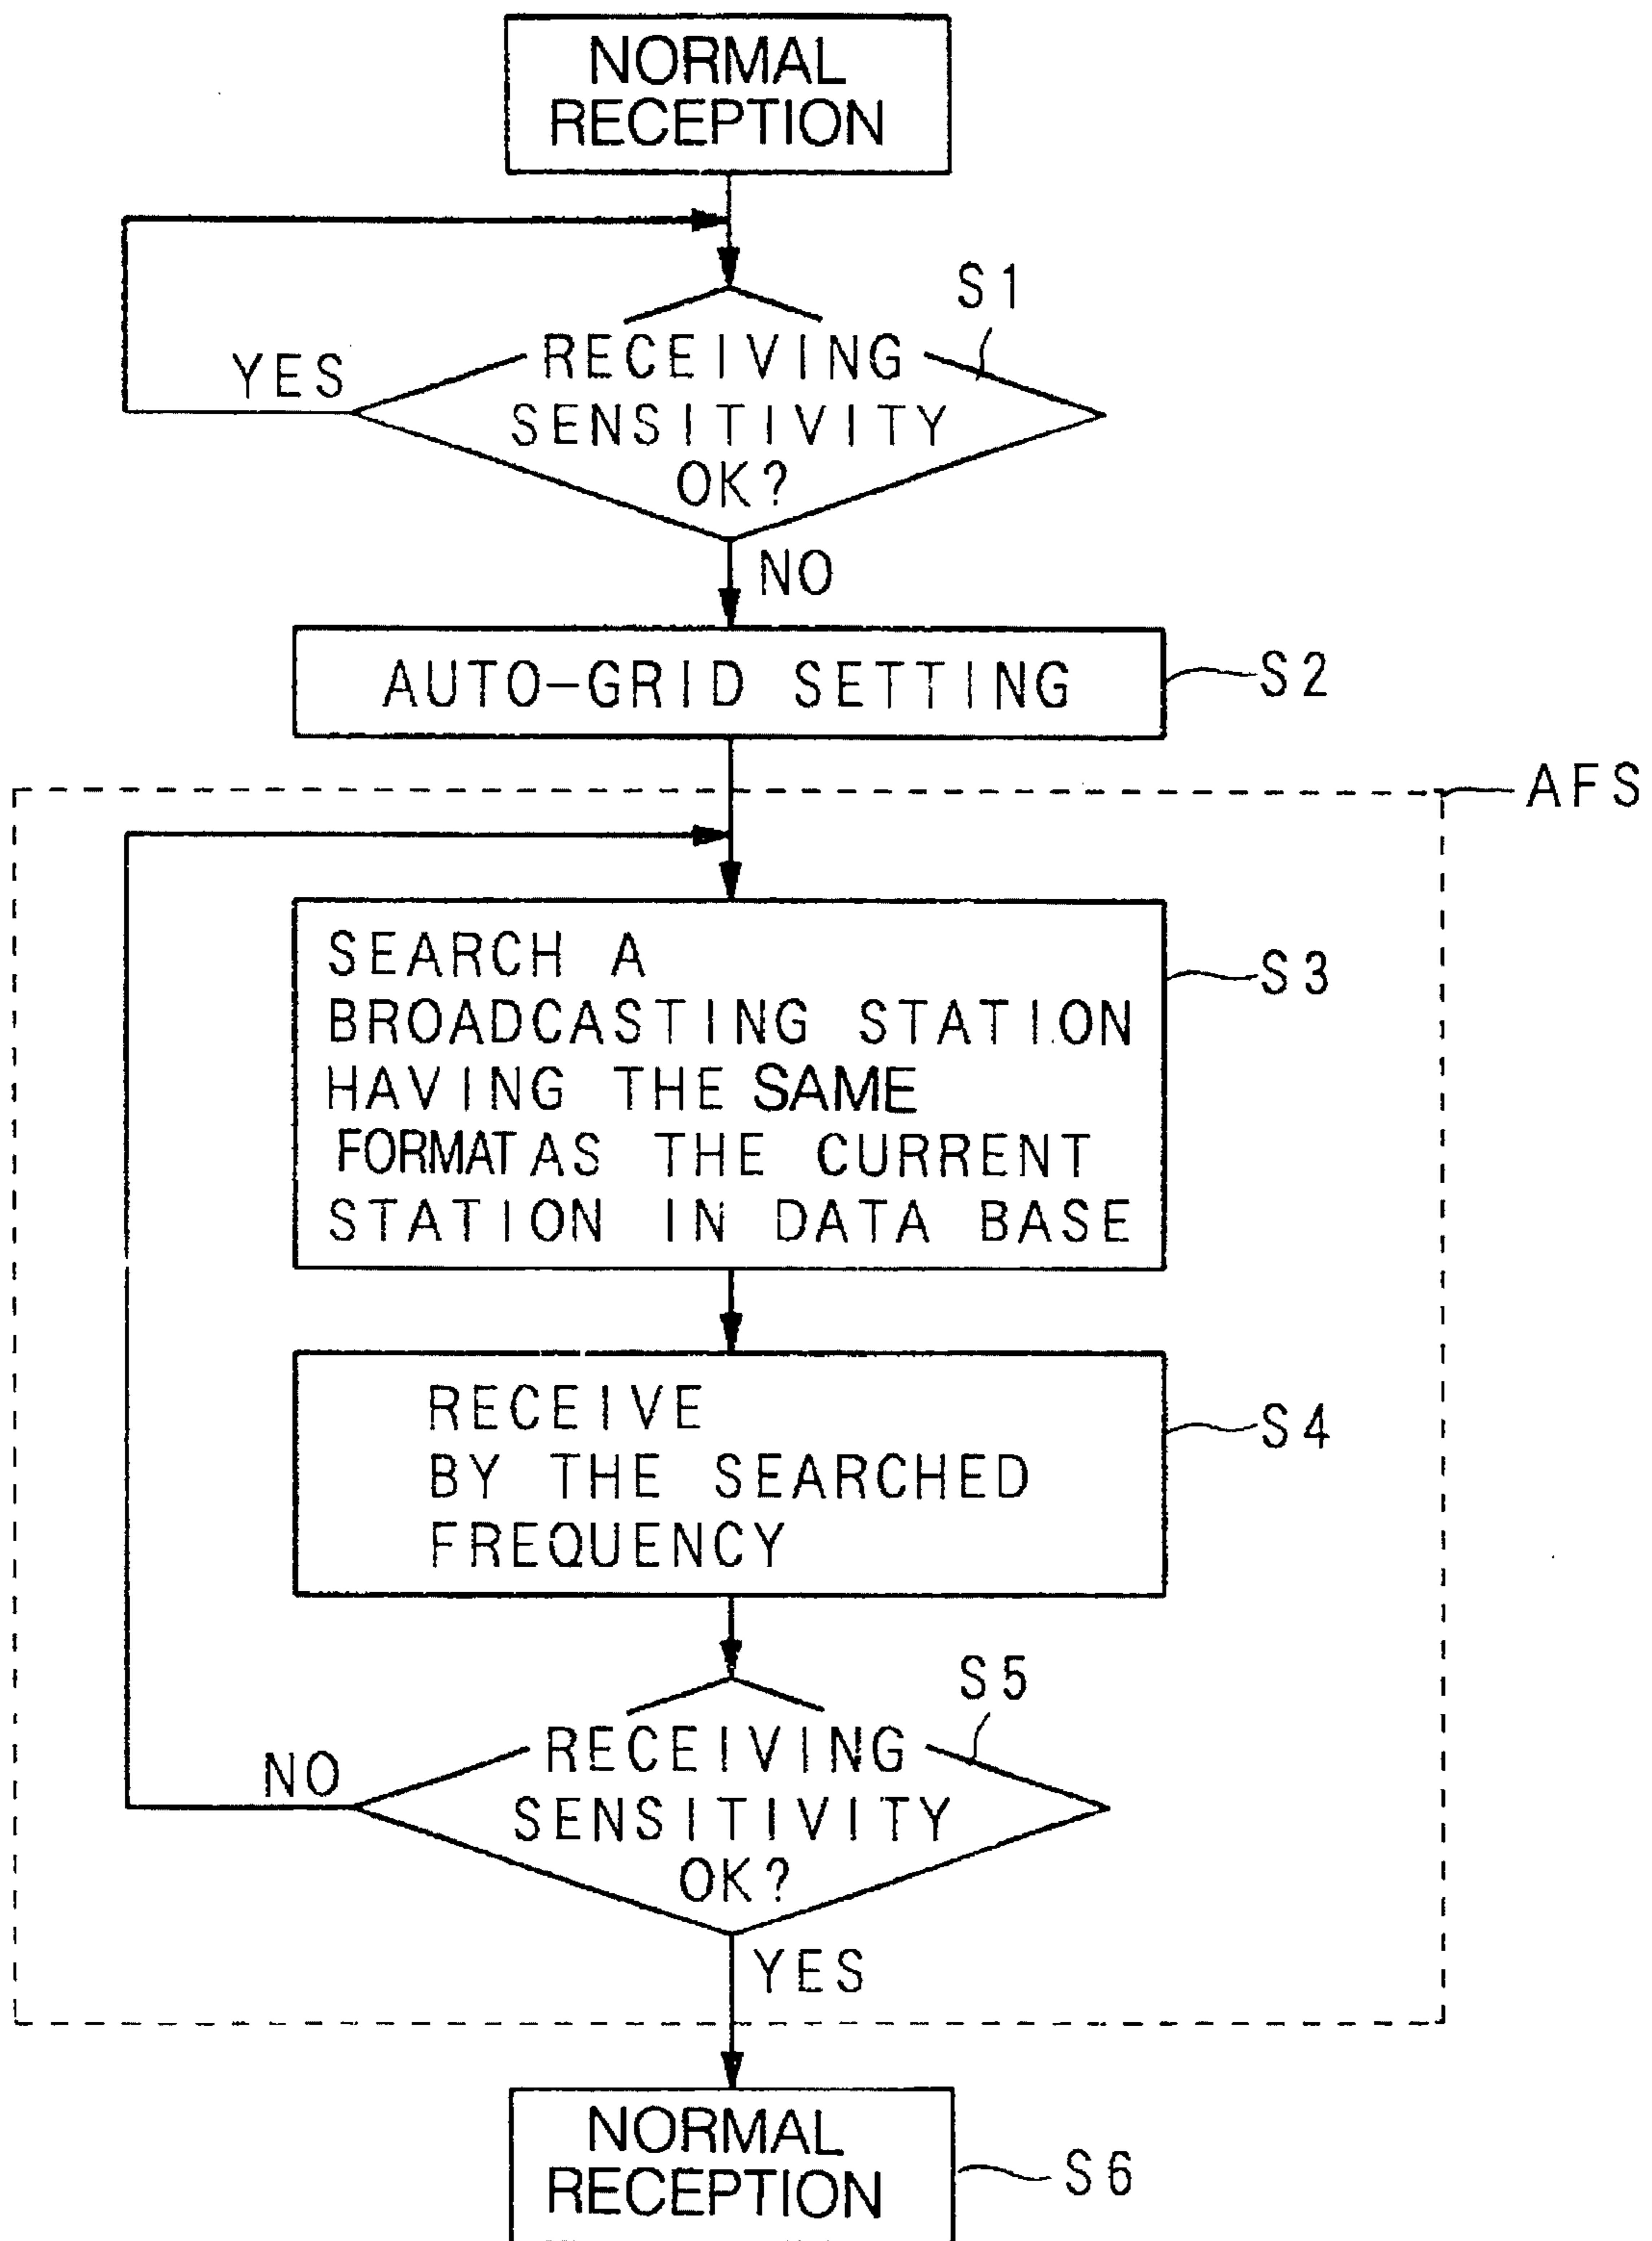 NORMAL
RECEPTION
S1
YES
RECEIVING
SENSITIVITY
OK?
NO
AUTO-GRID SETTING
S2
AFS
SEARCH A
BROADCASTING STATION
HAVING THE SAME
FORMAT AS THE CURRENT
STATION IN DATA BASE
S3
RECEIVE
BY THE SEARCHED
FREQUENCY
S4
S5
NO
RECEIVING
SENSITIVITY
OK?
YES
NORMAL
RECEPTION
S6